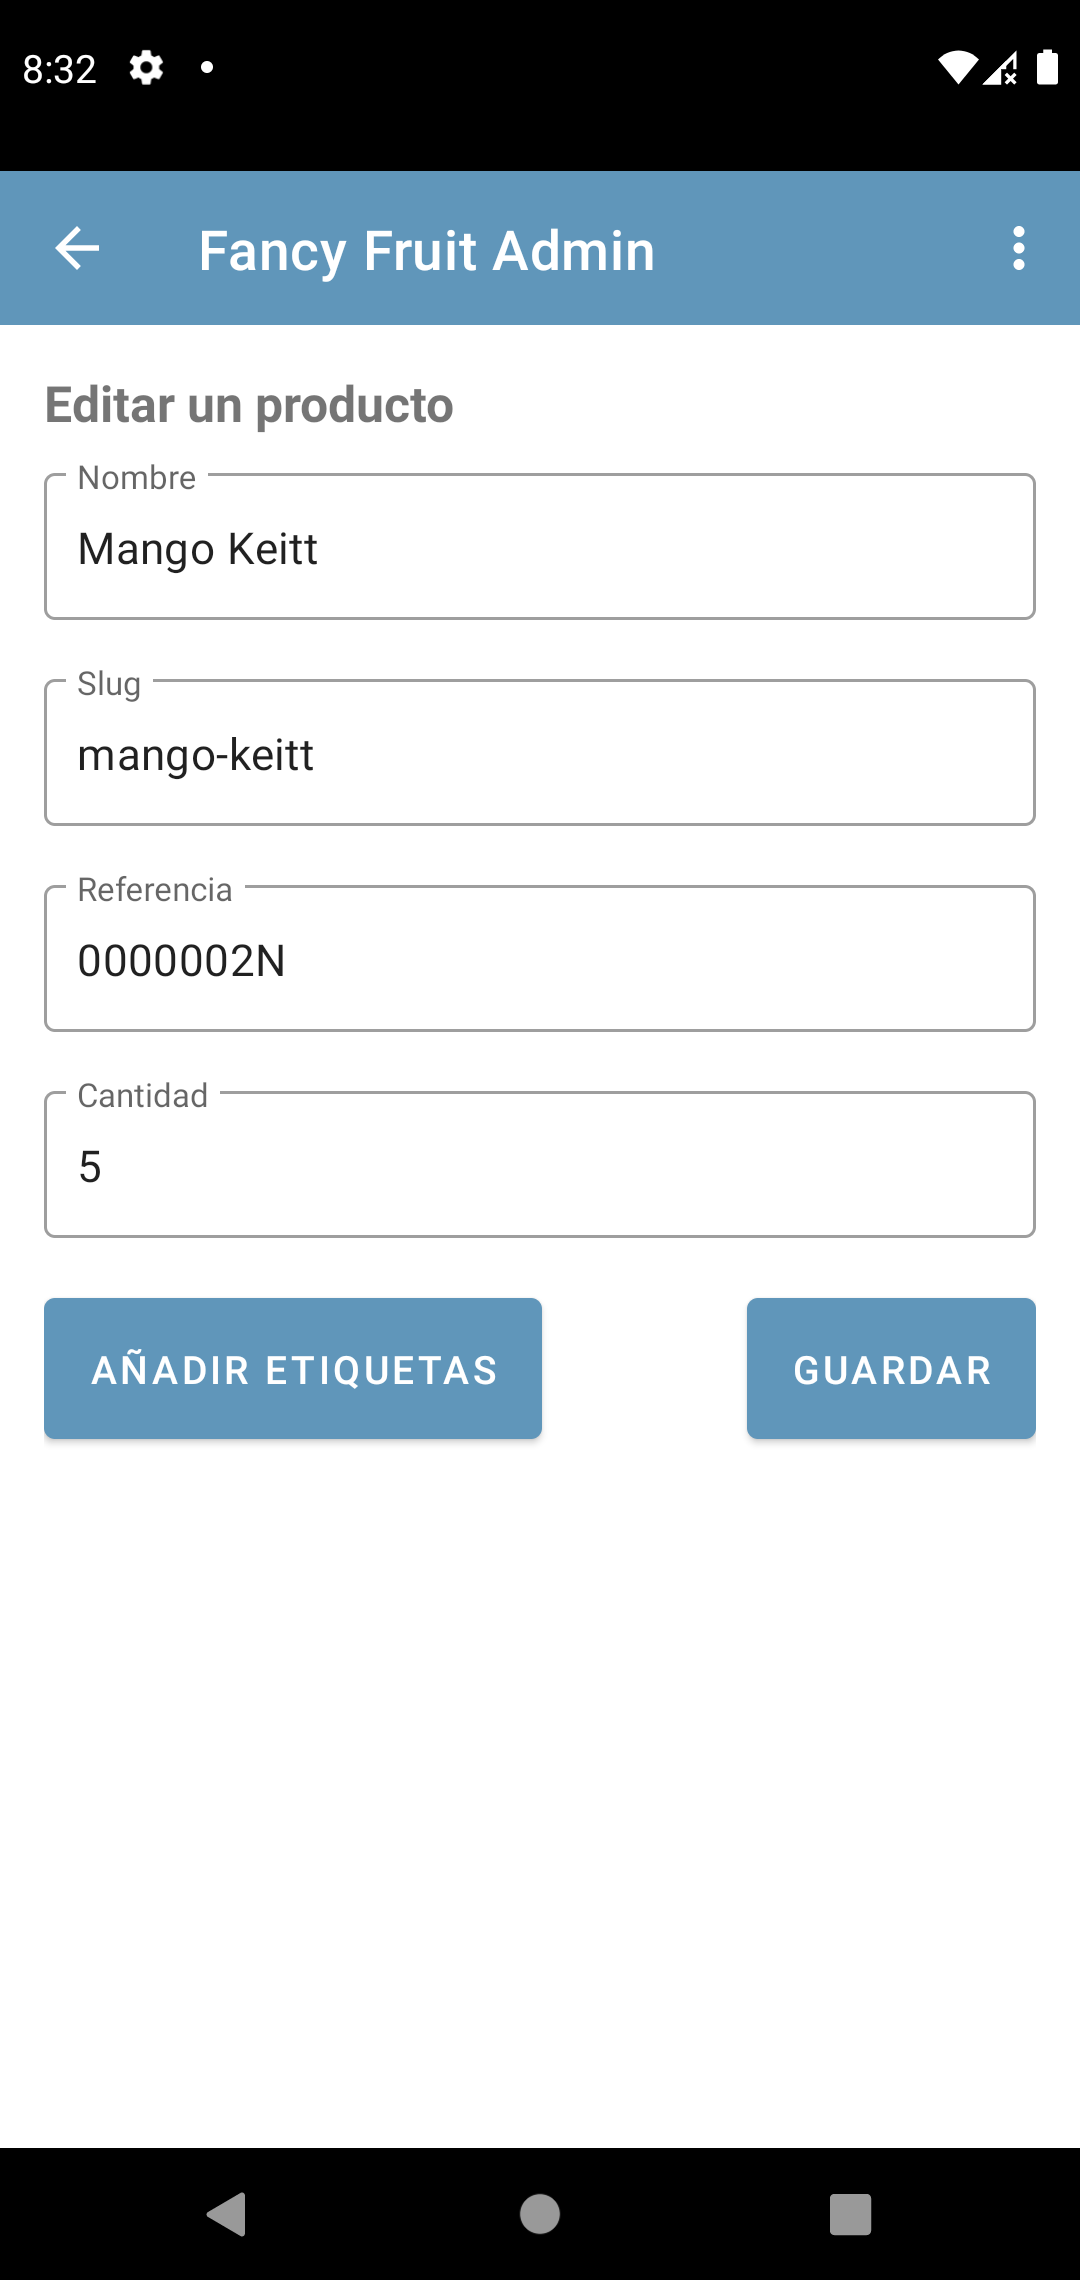 8:32
Fancy Fruit Admin
Editar un producto
Nombre
Mango Keitt
Slug
mango-keitt
Referencia
0000002N
Cantidad
5
AÑADIR ETIQUETAS
GUARDAR